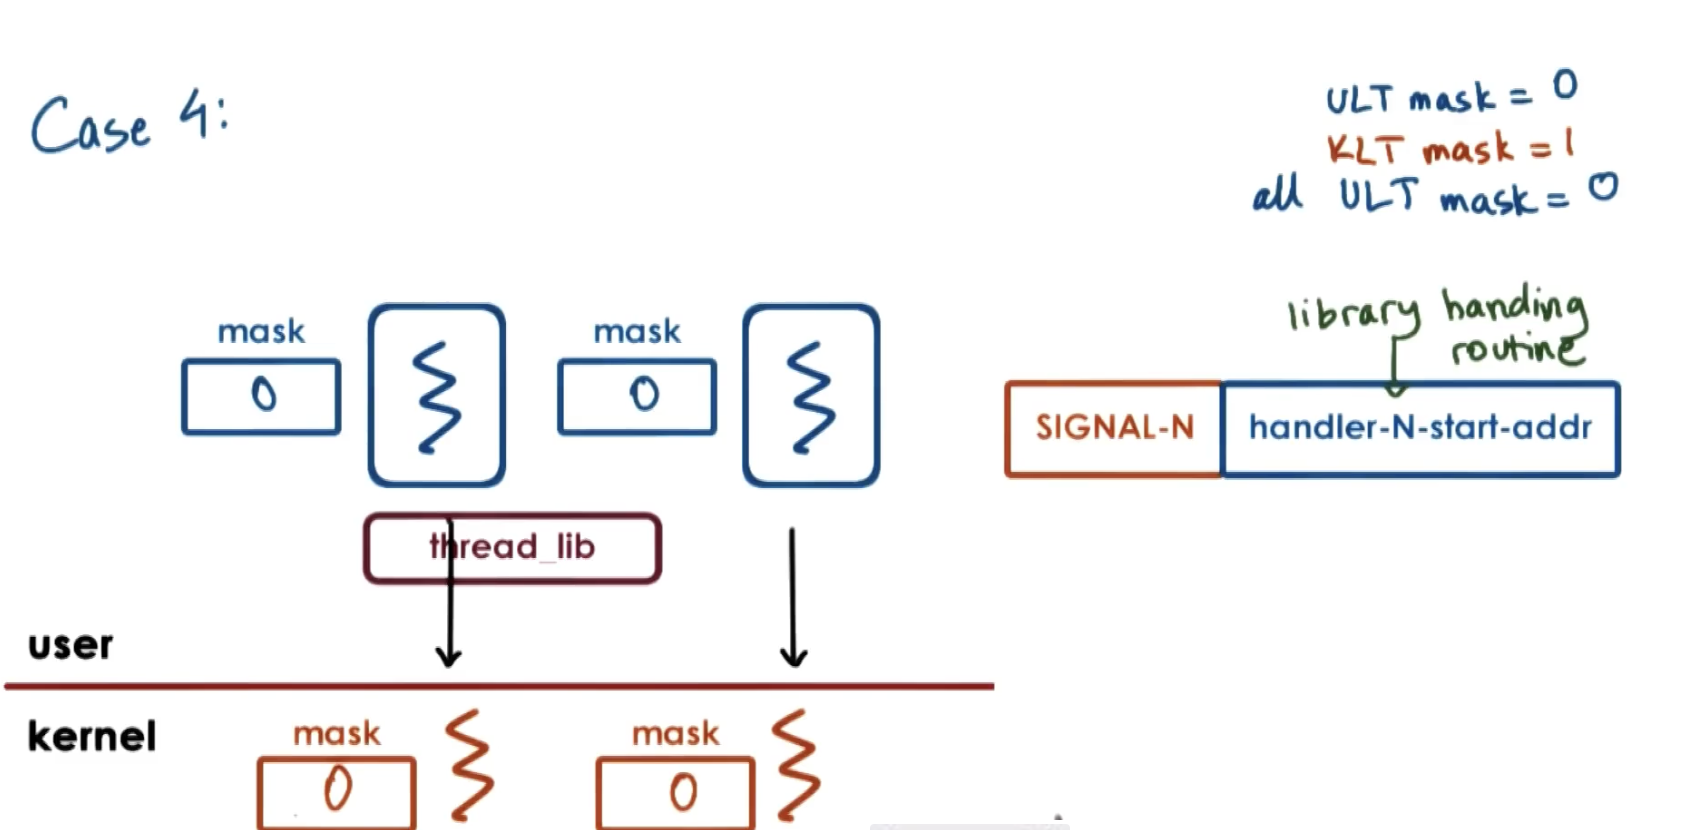 Case 4:
ULT mask = 0
KLT mask = 1
all ULT mask = 0
mask
0
mask
0
library handing
routine
SIGNAL-N
handler-N-start-addr
thread_lib
user
kernel
mask
0
mask
0